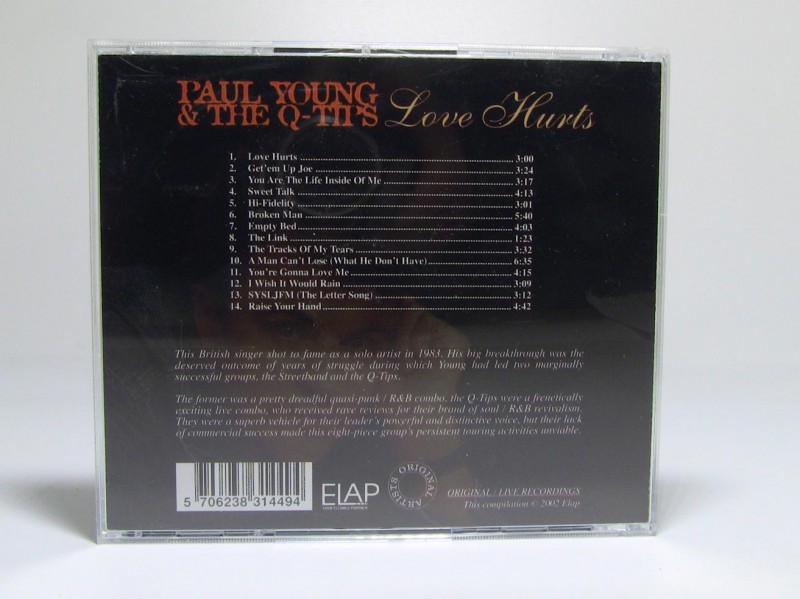 PAUL YOUNG
& THE Q-TIPS Love Hurts
1. Love Hurts 3:00
2. Get'em Up Joe 3:24
3. You Are The Life Inside Of Me 3:17
4. Sweet Talk 4:13
5. Hi-Fidelity 3:01
6. Broken Man 5:40
7. Empty Bed 4:03
8. The Link 1:23
9. The Tracks Of My Tears 3:32
10. A Man Can't Lose (What He Don't Have) 6:35
11. You're Gonna Love Me 4:15
12. I Wish It Would Rain 3:09
13. SYSLJFM (The Letter Song) 3:12
14. Raise Your Hand 4:42
This British singer shot to fame as a solo artist in 1983. His big breakthrough was the
deserved outcome of years of struggle during which Young had led two marginally
successful groups, the Streetband and the Q-Tips.
The former was a pretty dreadful quasi-punk / R&B combo, the Q-Tips were a frenetically
exciting live combo, who received rave reviews for their brand of soul / R&B revivalism.
They were a superb vehicle for their leader's powerful and distinctive voice, but their lack
of commercial success made this eight-piece group's persistent touring activities unviable.
5 706238 314494
ELAP
ORIGINAL ARTISTS
ORIGINAL / LIVE RECORDINGS
This compilation © 2002 Elap